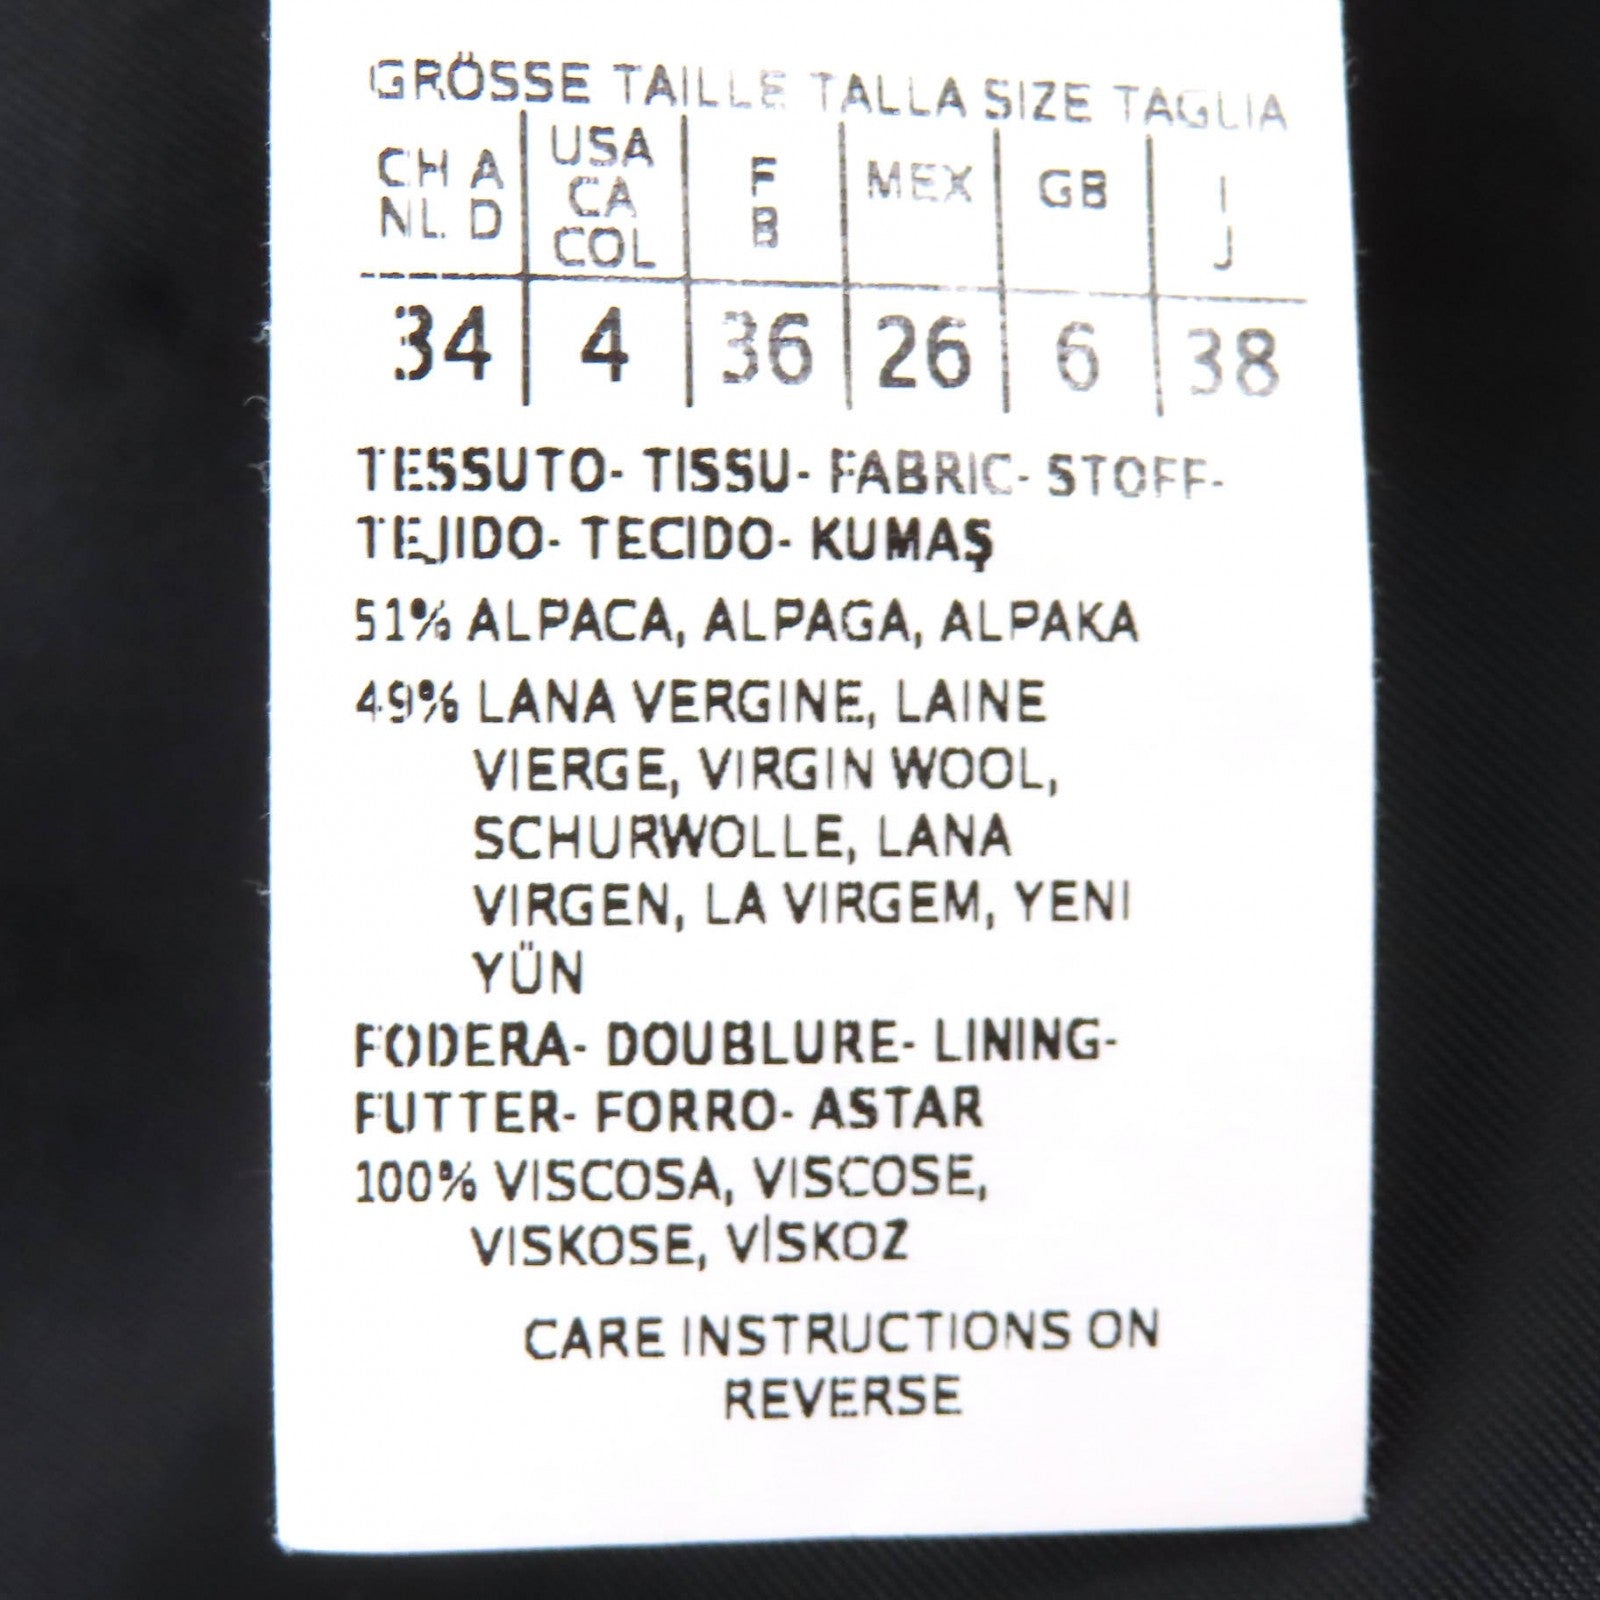 GRÖSSE TAILLE TALLA SIZE TAGLIA
CH A NL. D USA CA COL F B MEX GB I J
34 4 36 26 6 38
TESSUTO- TISSU- FABRIC- STOFF-
TEJIDO- TECIDO- KUMAŞ
51% ALPACA, ALPAGA, ALPAKA
49% LANA VERGINE, LAINE
VIERGE, VIRGIN WOOL,
SCHURWOLLE, LANA
VIRGEN, LA VIRGEM, YENI
YÜN
FODERA- DOUBLURE- LINING-
FUTTER- FORRO- ASTAR
100% VISCOSA, VISCOSE,
VISKOSE, VİSKOZ
CARE INSTRUCTIONS ON
REVERSE